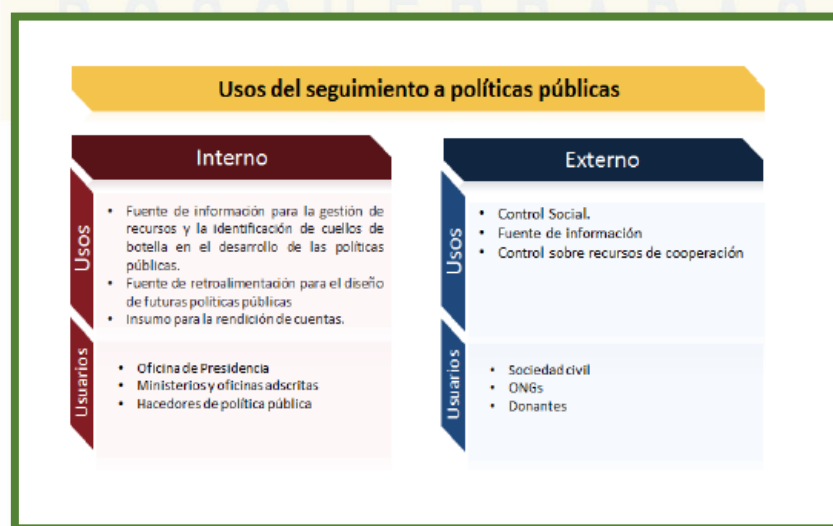 Usos del seguimiento a políticas públicas
Interno
Usos
• Fuente de información para la gestión de
recursos y la identificación de cuellos de
botella en el desarrollo de las políticas
públicas.
• Fuente de retroalimentación para el diseño
de futuras políticas públicas
• Insumo para la rendición de cuentas.
Usuarios
• Oficina de Presidencia
• Ministerios y oficinas adscritas
• Hacedores de política pública
Externo
Usos
• Control Social.
• Fuente de información
• Control sobre recursos de cooperación
Usuarios
• Sociedad civil
• ONGs
• Donantes